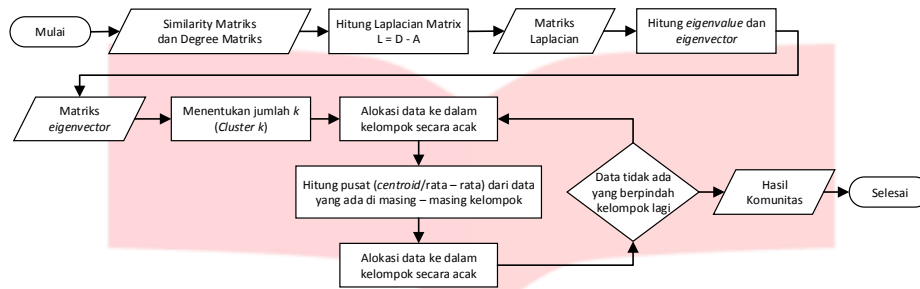 Mulai
Similarity Matriks
dan Degree Matriks
Hitung Laplacian Matrix
L = D - A
Matriks
Laplacian
Hitung eigenvalue dan
eigenvector
Matriks
eigenvector
Menentukan jumlah k
(Cluster k)
Alokasi data ke dalam
kelompok secara acak
Hitung pusat (centroid/rata – rata) dari data
yang ada di masing – masing kelompok
Alokasi data ke dalam
kelompok secara acak
Data tidak ada
yang berpindah
kelompok lagi
Hasil
Komunitas
Selesai